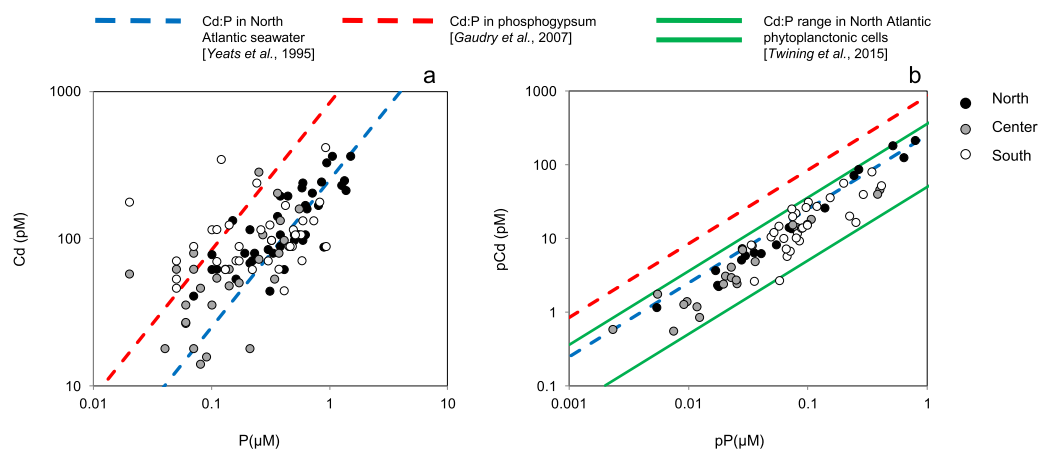 Cd:P in North
Atlantic seawater
[Yeats et al., 1995]
Cd:P in phosphogypsum
[Gaudry et al., 2007]
Cd:P range in North Atlantic
phytoplanctonic cells
[Twining et al., 2015]
a
1000
100
10
0.01
0.1
1
10
Cd (pM)
P(µM)
b
1000
100
10
1
0.1
0.001
0.01
0.1
1
pCd (pM)
pP(µM)
North
Center
South